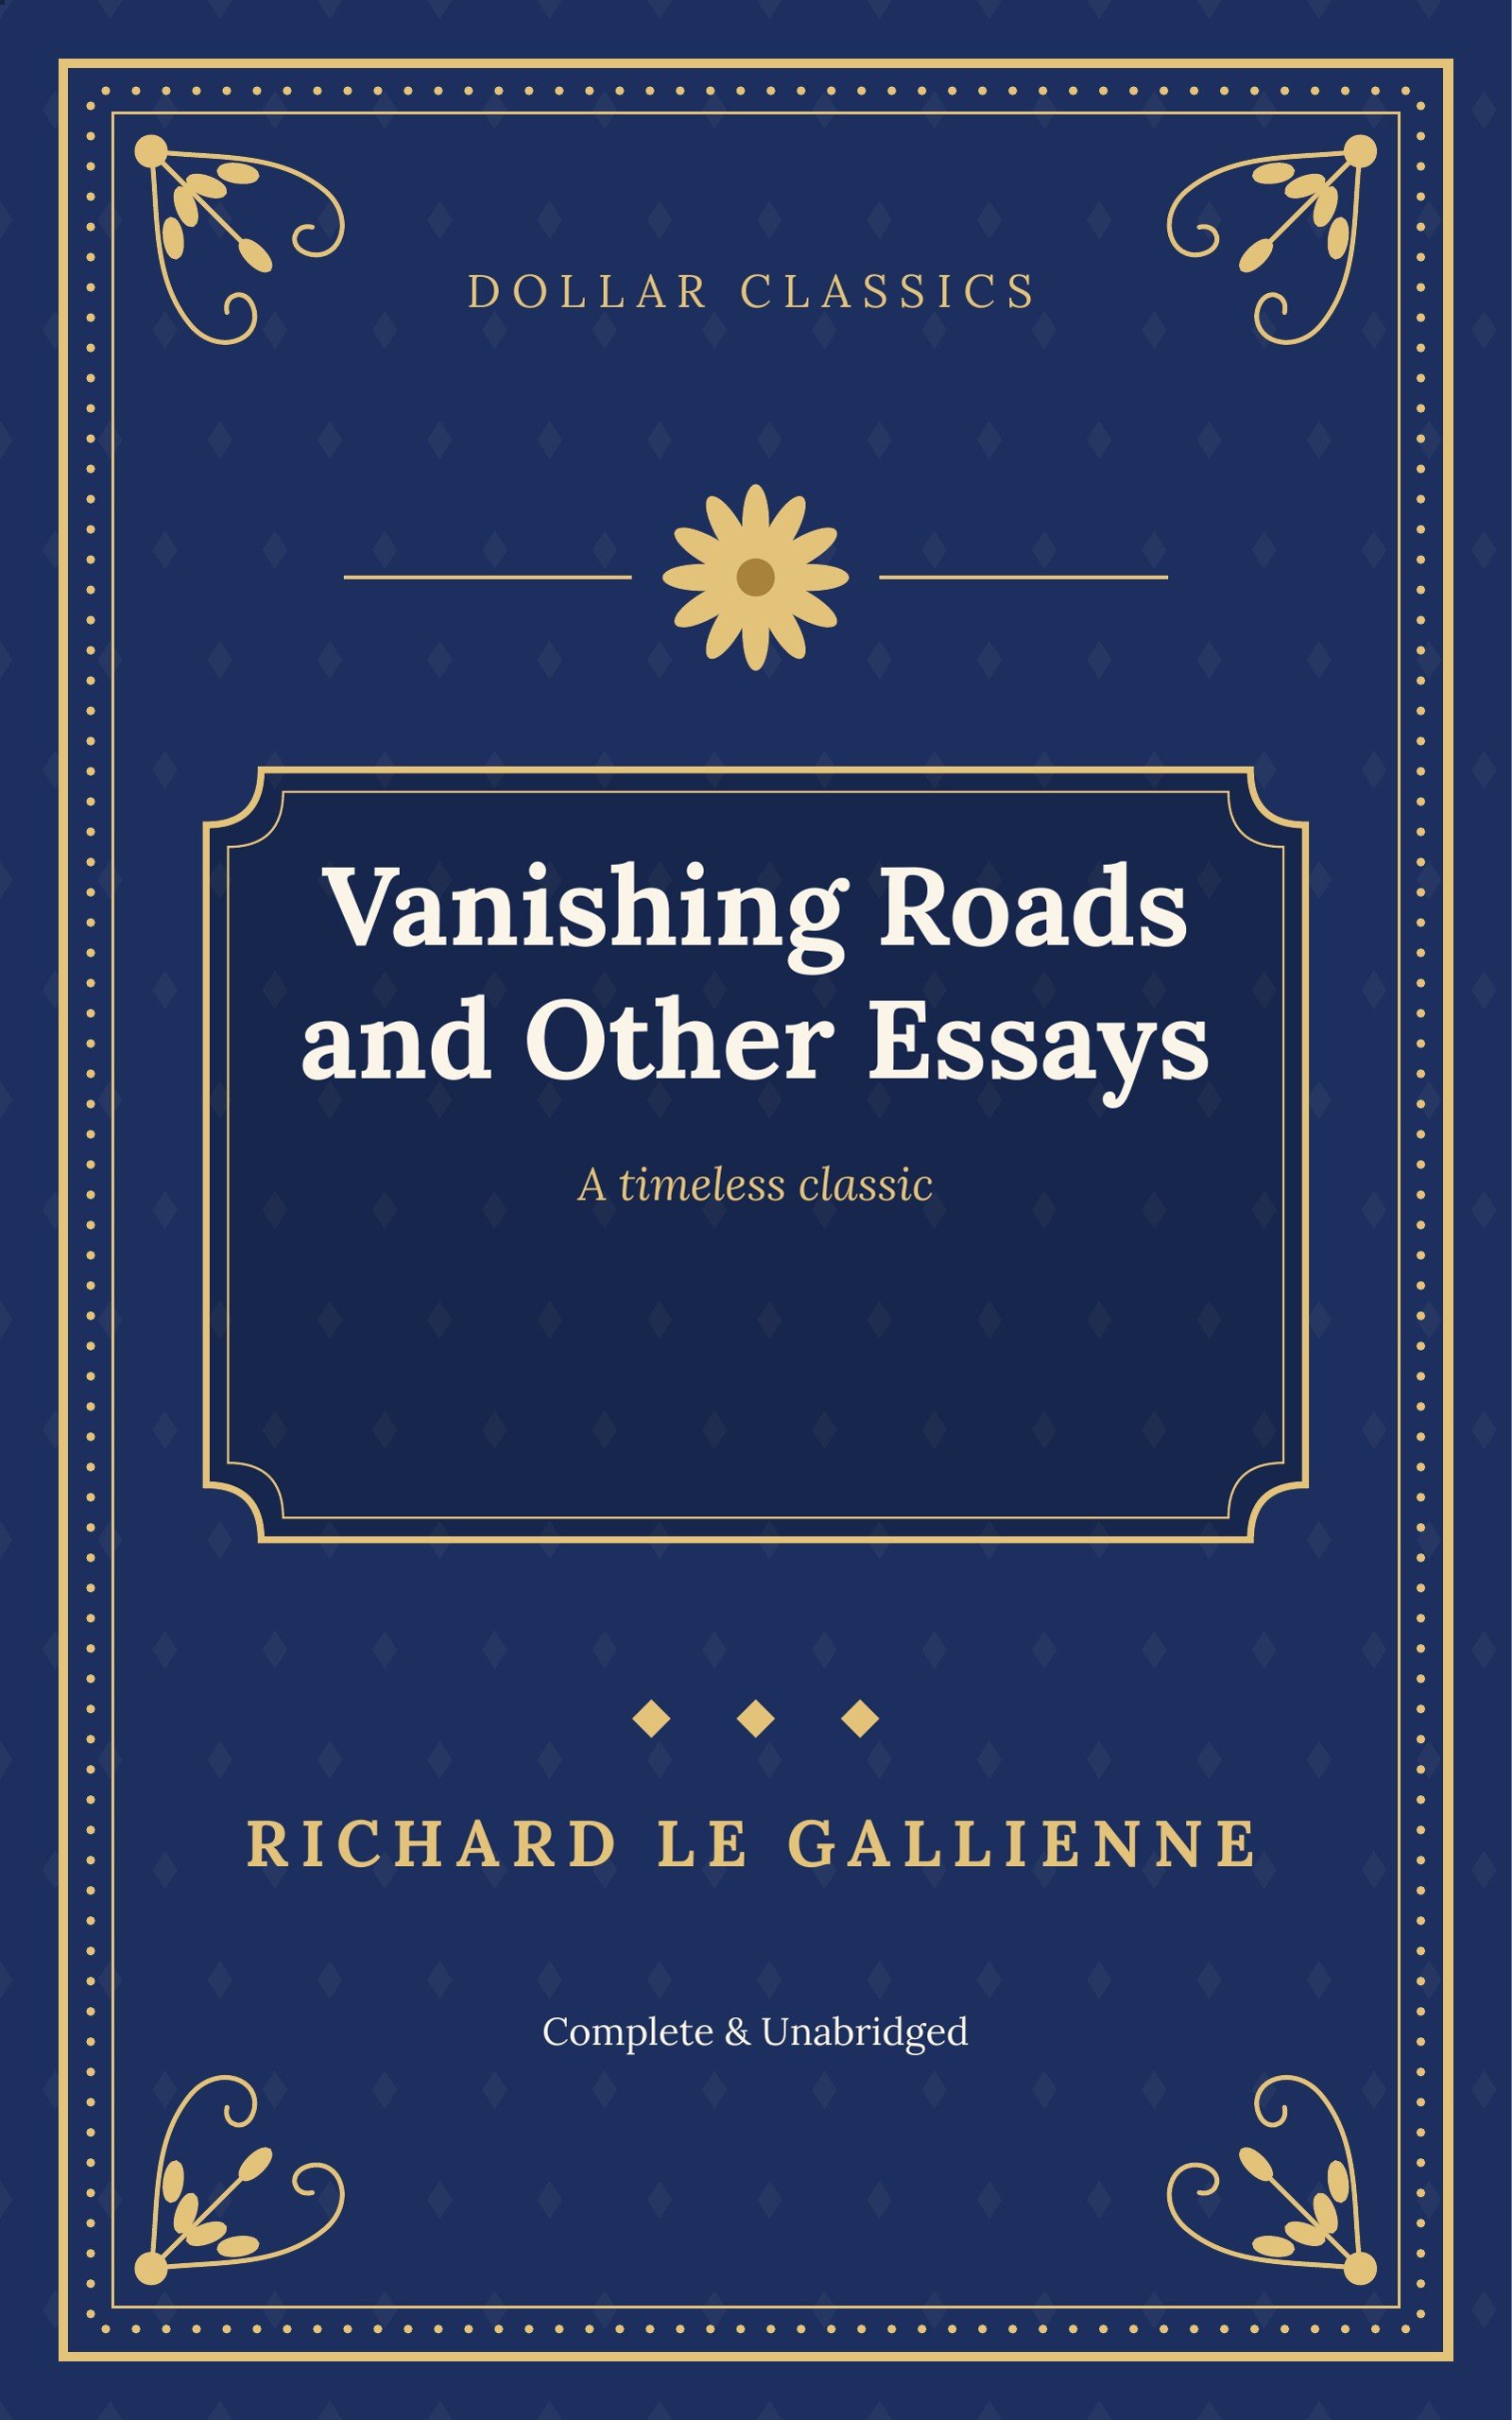 DOLLAR CLASSICS
Vanishing Roads
and Other Essays
A timeless classic
RICHARD LE GALLIENNE
Complete & Unabridged